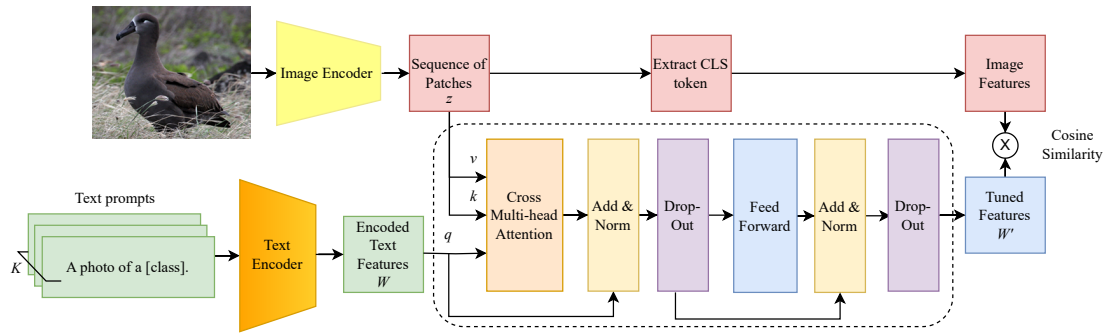 Image Encoder
Sequence of
Patches
z
Extract CLS
token
Image
Features
X
Cosine
Similarity
v
k
q
Cross
Multi-head
Attention
Add &
Norm
Drop-
Out
Feed
Forward
Add &
Norm
Drop-
Out
Tuned
Features
W'
Text prompts
K
A photo of a [class].
Text
Encoder
Encoded
Text
Features
W